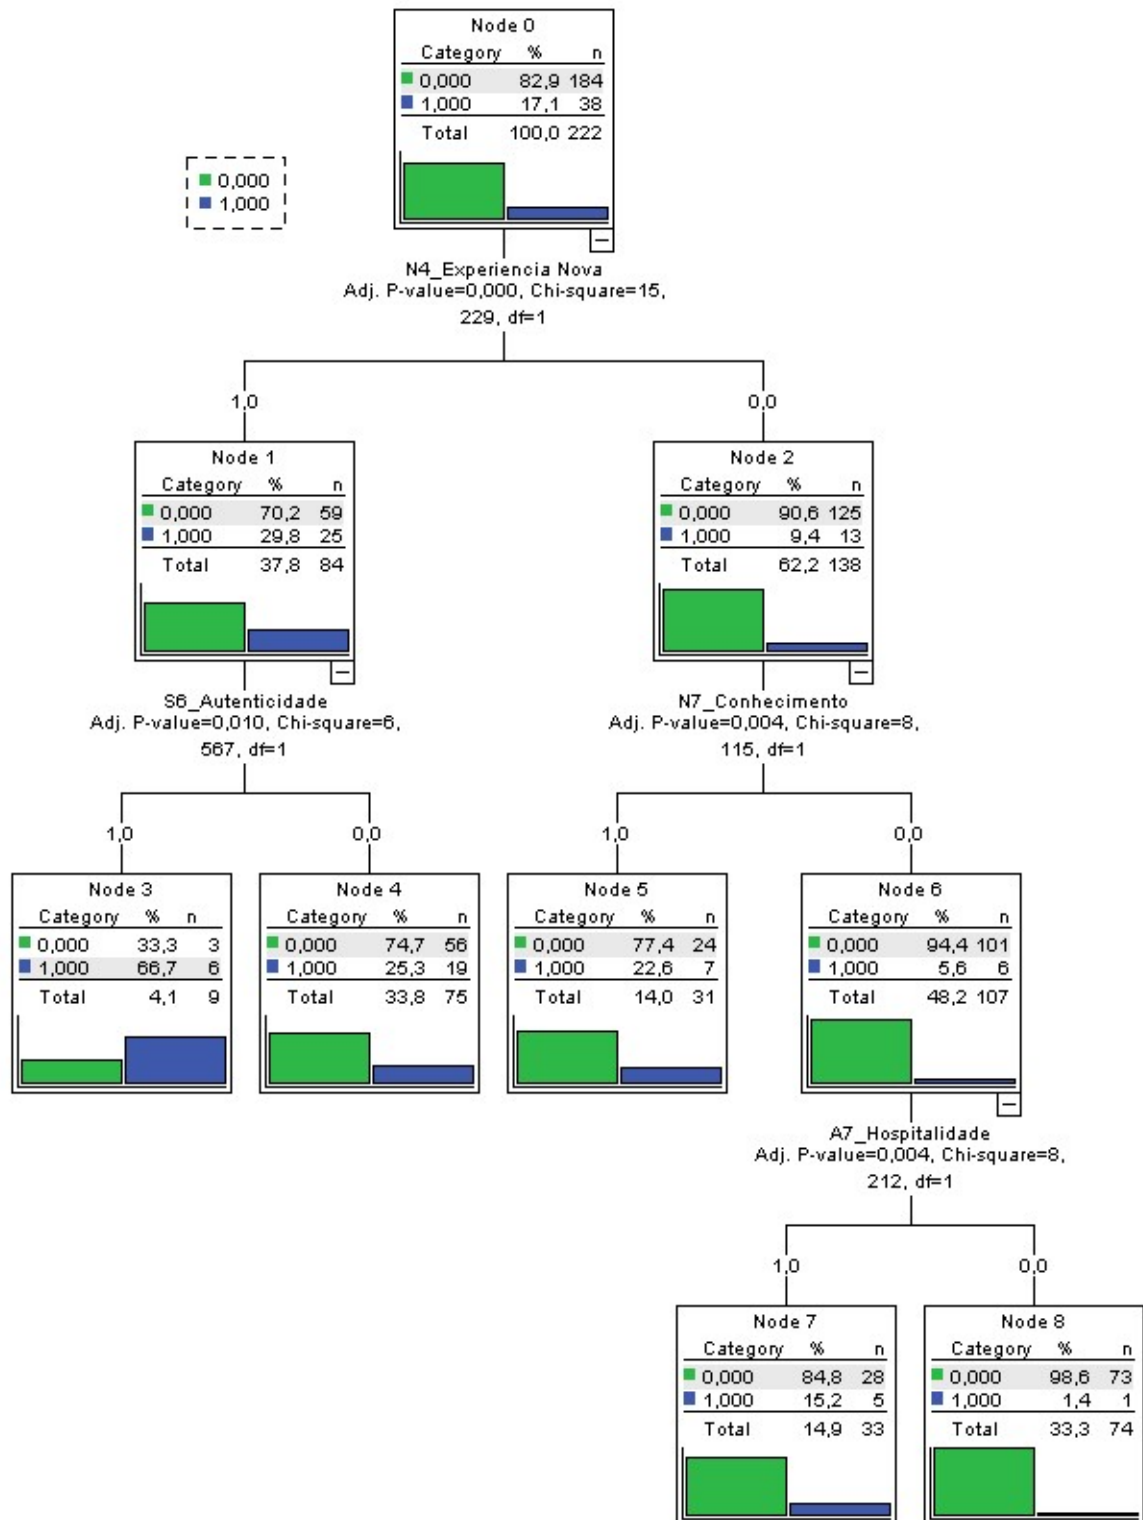 Node 0
Category % n
0,000 82,9 184
1,000 17,1 38
Total 100,0 222
0,000
1,000
N4_Experiencia Nova
Adj. P-value=0,000, Chi-square=15,
229, df=1
1,0 0,0
Node 1
Category % n
0,000 70,2 59
1,000 29,8 25
Total 37,8 84
Node 2
Category % n
0,000 90,6 125
1,000 9,4 13
Total 62,2 138
S6_Autenticidade
Adj. P-value=0,010, Chi-square=6,
567, df=1
N7_Conhecimento
Adj. P-value=0,004, Chi-square=8,
115, df=1
1,0 0,0 1,0 0,0
Node 3
Category % n
0,000 33,3 3
1,000 66,7 6
Total 4,1 9
Node 4
Category % n
0,000 74,7 56
1,000 25,3 19
Total 33,8 75
Node 5
Category % n
0,000 77,4 24
1,000 22,6 7
Total 14,0 31
Node 6
Category % n
0,000 94,4 101
1,000 5,6 6
Total 48,2 107
A7_Hospitalidade
Adj. P-value=0,004, Chi-square=8,
212, df=1
1,0 0,0
Node 7
Category % n
0,000 84,8 28
1,000 15,2 5
Total 14,9 33
Node 8
Category % n
0,000 98,6 73
1,000 1,4 1
Total 33,3 74